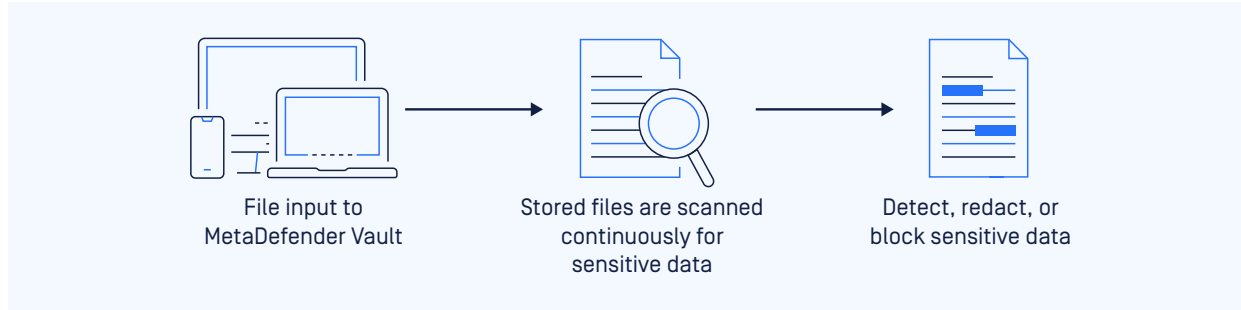 File input to
MetaDefender Vault
Stored files are scanned
continuously for
sensitive data
Detect, redact, or
block sensitive data